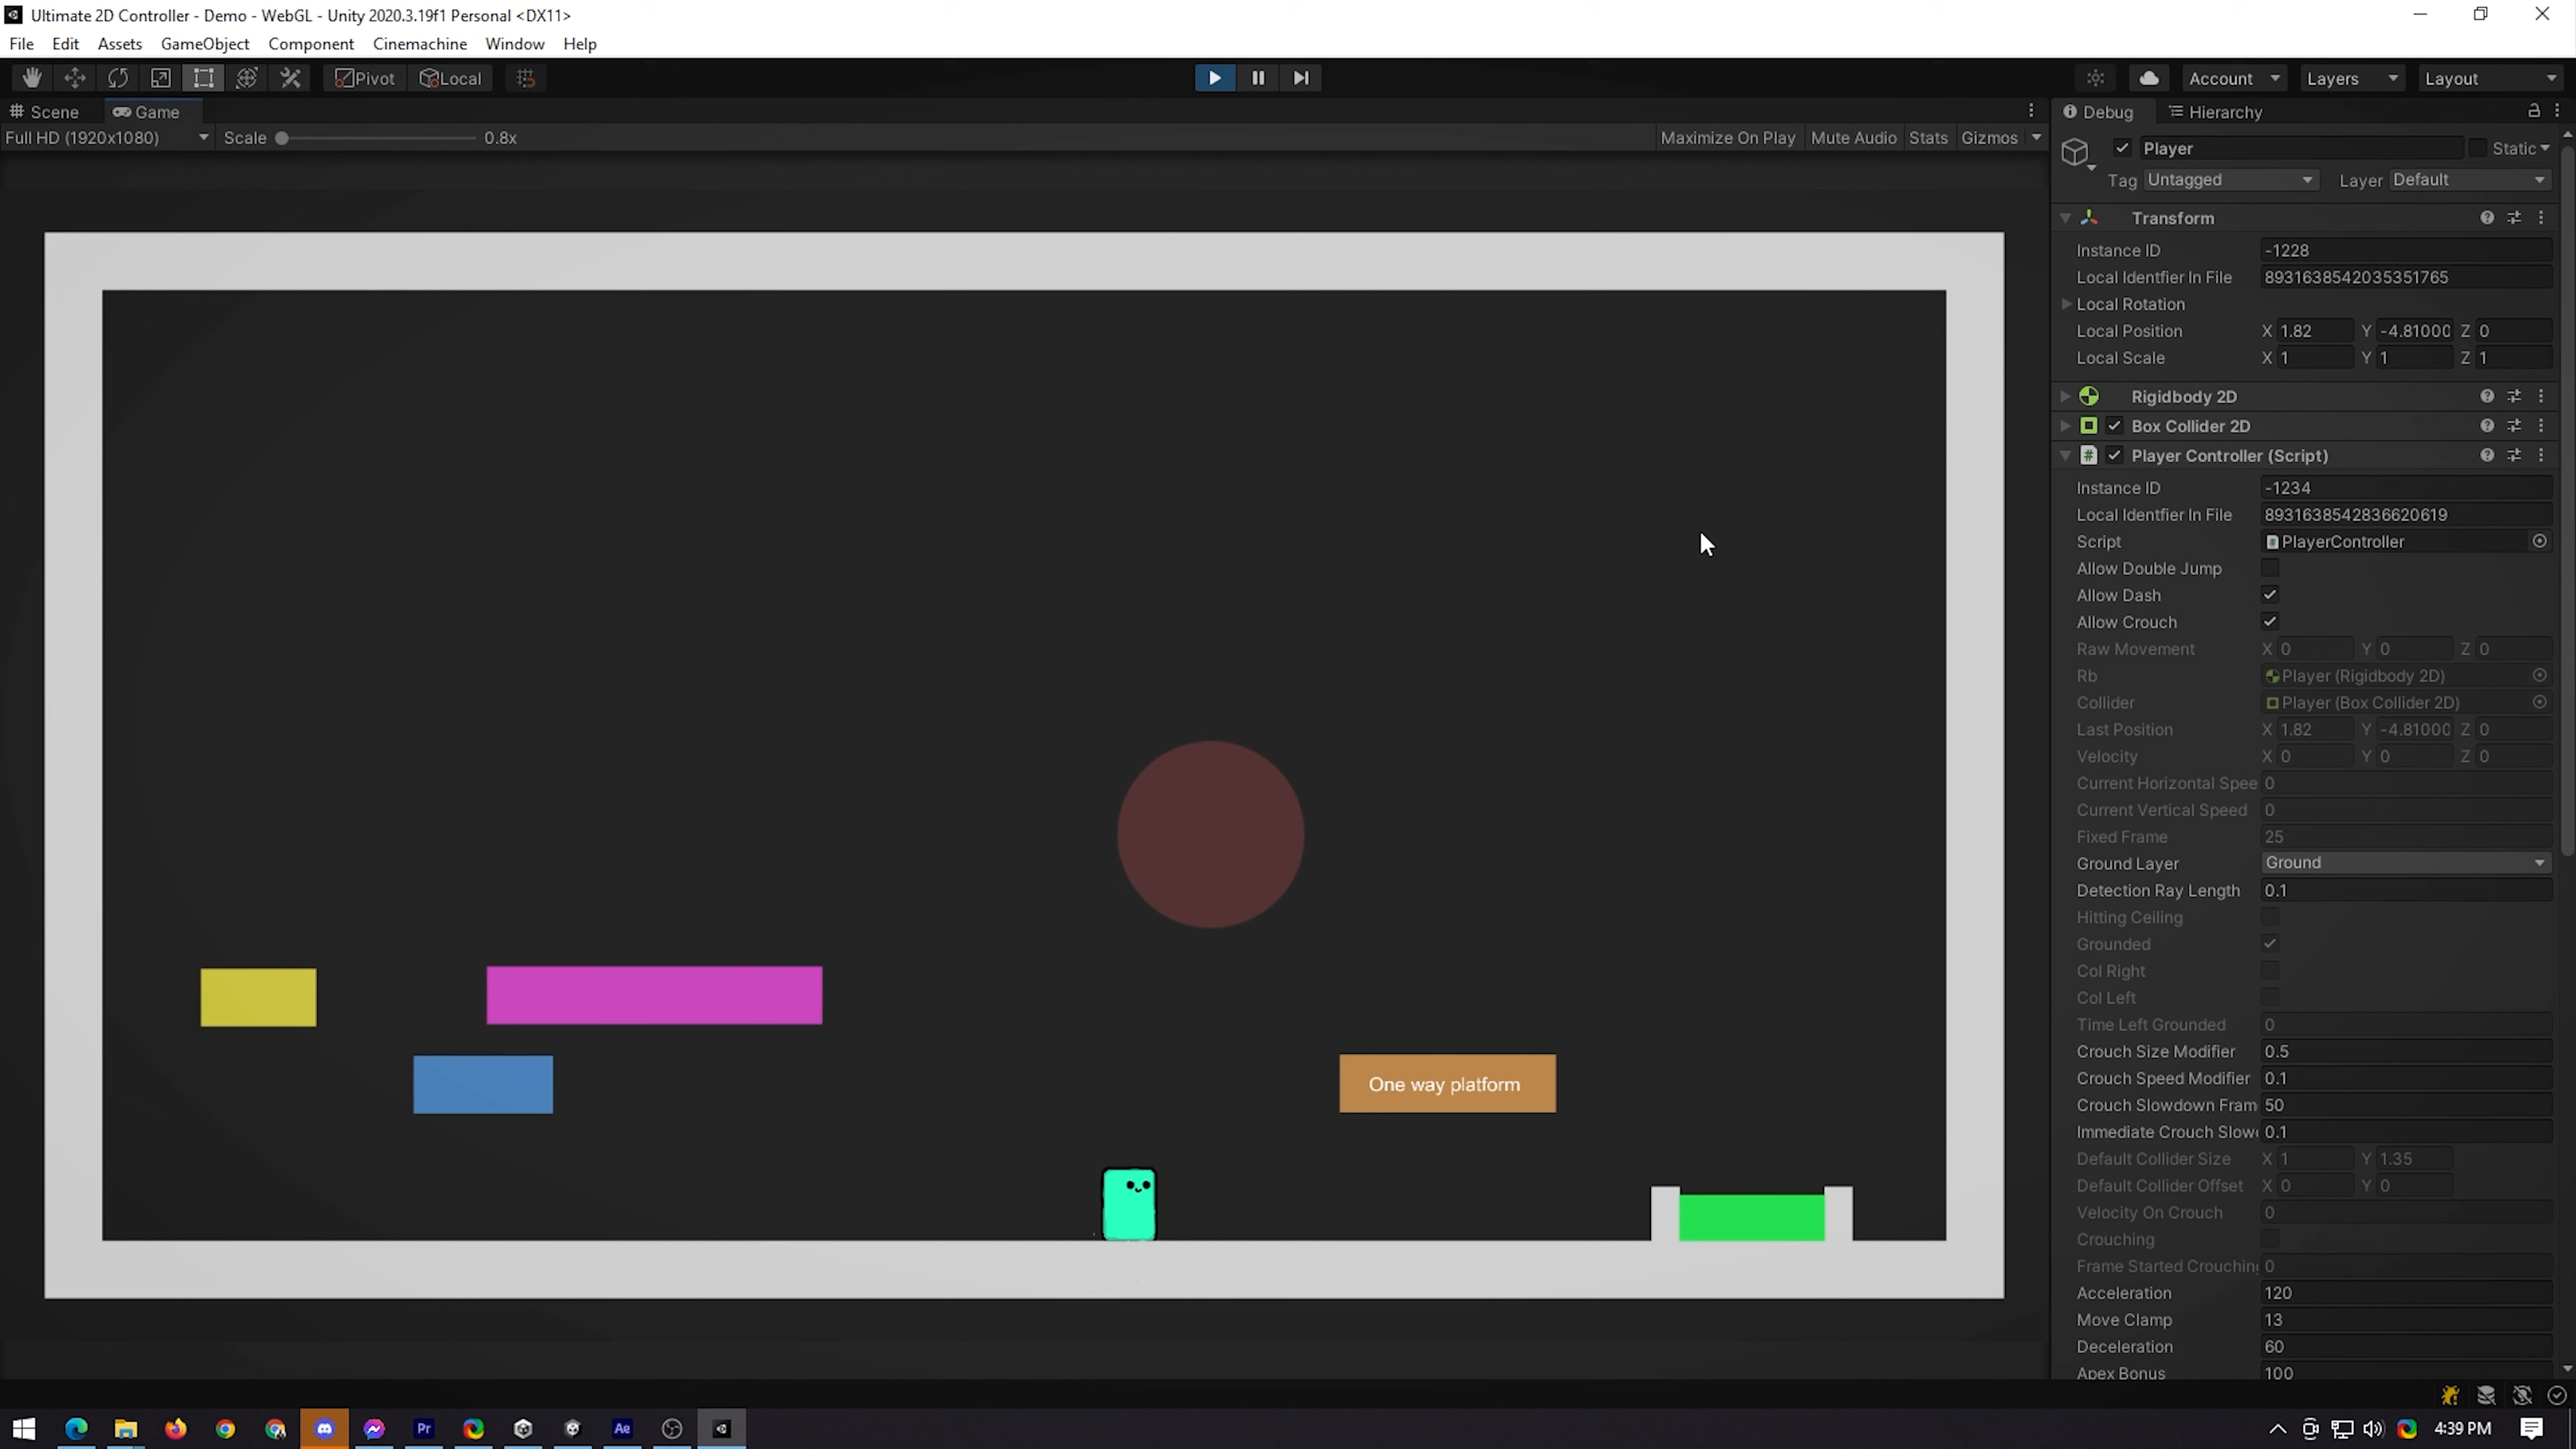 Ultimate 2D Controller - Demo - WebGL - Unity 2020.3.19f1 Personal <DX11>
File Edit Assets GameObject Component Cinemachine Window Help
Pivot Local Account Layers Layout
Scene Game Debug Hierarchy
Full HD (1920x1080) Scale 0.8x Maximize On Play Mute Audio Stats Gizmos
Player Static
Tag Untagged Layer Default
Transform
Instance ID -1228
Local Identfier In File 8931638542035351765
Local Rotation
Local Position X 1.82 Y -4.81000 Z 0
Local Scale X 1 Y 1 Z 1
Rigidbody 2D
Box Collider 2D
Player Controller (Script)
Instance ID -1234
Local Identfier In File 8931638542836620619
Script PlayerController
Allow Double Jump
Allow Dash
Allow Crouch
Raw Movement X 0 Y 0 Z 0
Rb Player (Rigidbody 2D)
Collider Player (Box Collider 2D)
Last Position X 1.82 Y -4.81000 Z 0
Velocity X 0 Y 0 Z 0
Current Horizontal Spee 0
Current Vertical Speed 0
Fixed Frame 25
Ground Layer Ground
Detection Ray Length 0.1
Hitting Ceiling
Grounded
Col Right
Col Left
Time Left Grounded 0
Crouch Size Modifier 0.5
Crouch Speed Modifier 0.1
Crouch Slowdown Fram 50
Immediate Crouch Slow 0.1
Default Collider Size X 1 Y 1.35
Default Collider Offset X 0 Y 0
Velocity On Crouch 0
Crouching
Frame Started Crouchin 0
Acceleration 120
Move Clamp 13
Deceleration 60
Apex Bonus 100
One way platform
Pr Ae 4:39 PM